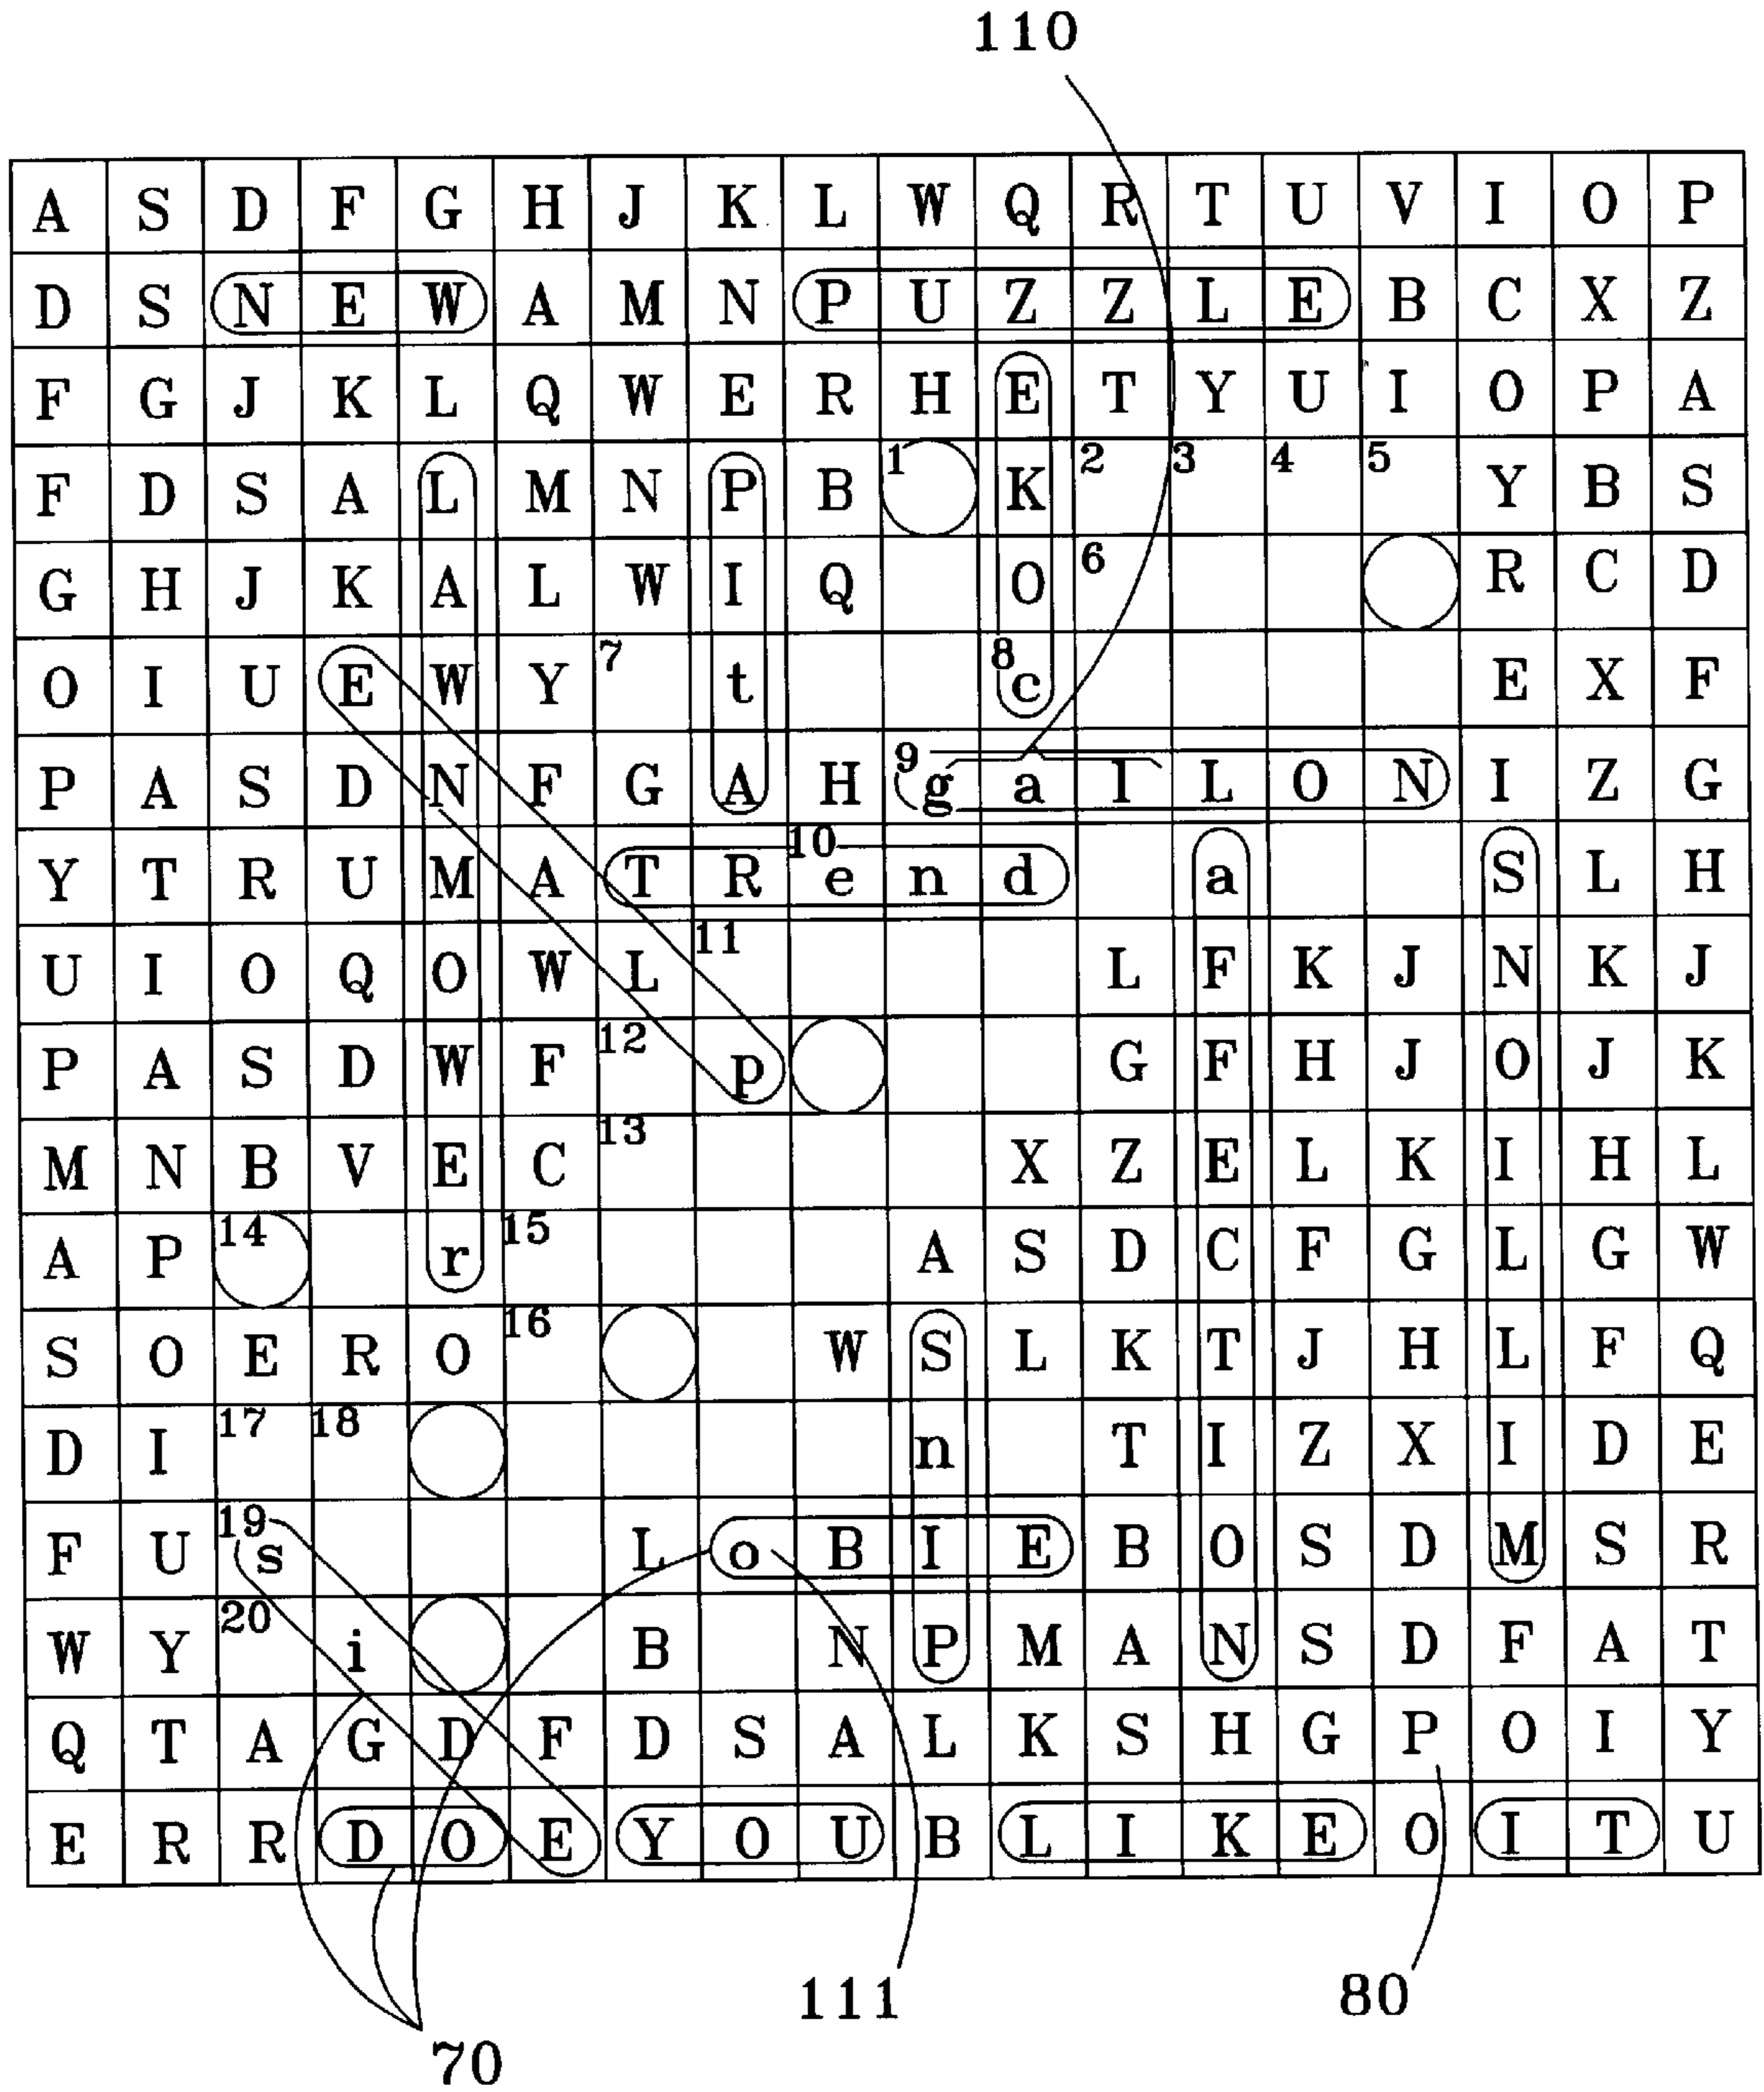 110
A S D F G H J K L W Q R T U V I O P
D S N E W A M N P U Z Z L E B C X Z
F G J K L Q W E R H E T Y U I O P A
F D S A L M N P B 1 K 2 3 4 5 Y B S
G H J K A L W I Q O 6 R C D
O I U E W Y 7 t 8 c E X F
P A S D N F G A H 9 g a l L O N I Z G
Y T R U M A T R 10 e n d a S L H
U I O Q O W L 11 L F K J N K J
P A S D W F 12 p G F H J O J K
M N B V E C 13 X Z E L K I H L
A P 14 r 15 A S D C F G L G W
S O E R O 16 W S L K T J H L F Q
D I 17 18 n T I Z X I D E
F U 19 s L o B I E B O S D M S R
W Y 20 i B N P M A N S D F A T
Q T A G D F D S A L K S H G P O I Y
E R R D O E Y O U B L I K E O I T U
111 80
70